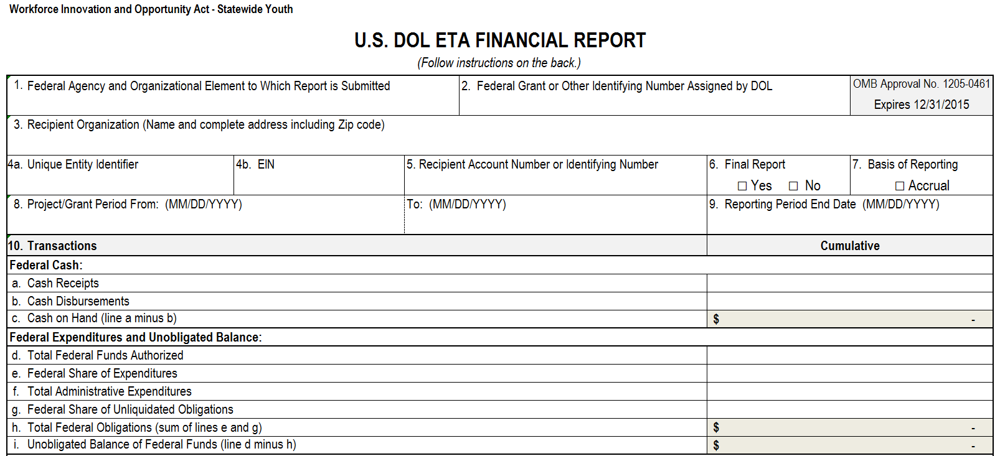 Workforce Innovation and Opportunity Act - Statewide Youth
U.S. DOL ETA FINANCIAL REPORT
(Follow instructions on the back.)
1. Federal Agency and Organizational Element to Which Report is Submitted
2. Federal Grant or Other Identifying Number Assigned by DOL
OMB Approval No. 1205-0461
Expires 12/31/2015
3. Recipient Organization (Name and complete address including Zip code)
4a. Unique Entity Identifier
4b. EIN
5. Recipient Account Number or Identifying Number
6. Final Report
☐ Yes ☐ No
7. Basis of Reporting
☐ Accrual
8. Project/Grant Period From: (MM/DD/YYYY)
To: (MM/DD/YYYY)
9. Reporting Period End Date (MM/DD/YYYY)
10. Transactions
Cumulative
Federal Cash:
a. Cash Receipts
b. Cash Disbursements
c. Cash on Hand (line a minus b) $ -
Federal Expenditures and Unobligated Balance:
d. Total Federal Funds Authorized
e. Federal Share of Expenditures
f. Total Administrative Expenditures
g. Federal Share of Unliquidated Obligations
h. Total Federal Obligations (sum of lines e and g) $ -
i. Unobligated Balance of Federal Funds (line d minus h) $ -